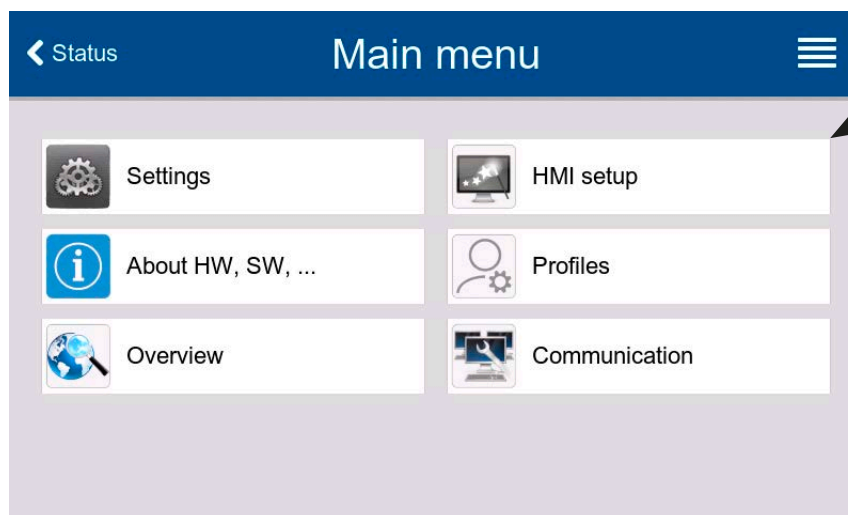 Status
Main menu
Settings
HMI setup
About HW, SW, ...
Profiles
Overview
Communication